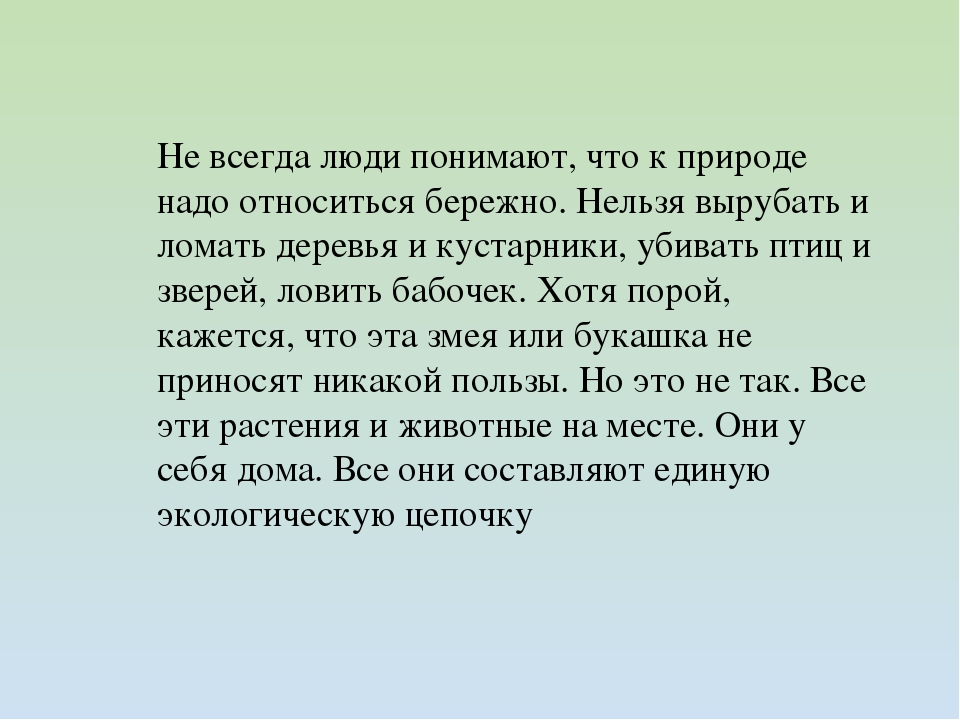 Не всегда люди понимают, что к природе
надо относиться бережно. Нельзя вырубать и
ломать деревья и кустарники, убивать птиц и
зверей, ловить бабочек. Хотя порой,
кажется, что эта змея или букашка не
приносят никакой пользы. Но это не так. Все
эти растения и животные на месте. Они у
себя дома. Все они составляют единую
экологическую цепочку